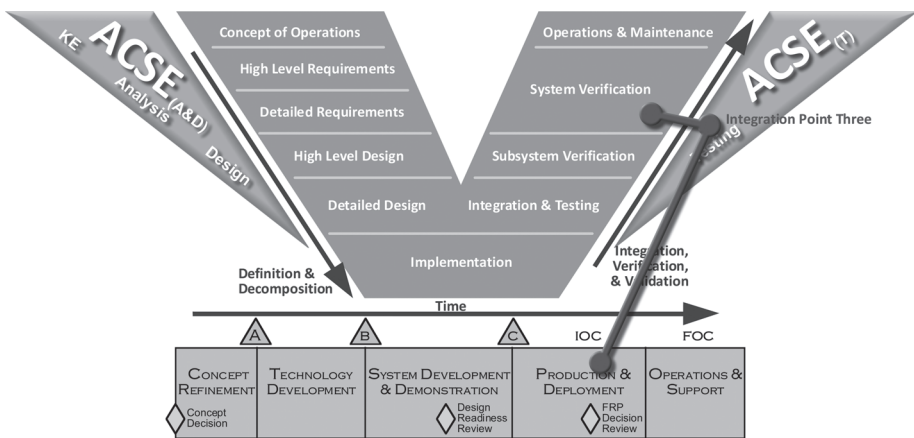 KE
ACSE(A&D)
Analysis
Design
Concept of Operations
High Level Requirements
Detailed Requirements
High Level Design
Detailed Design
Implementation
Operations & Maintenance
System Verification
Subsystem Verification
Integration & Testing
ACSE(T)
Testing
Integration Point Three
Definition &
Decomposition
Integration,
Verification,
& Validation
Time
A
B
C
IOC
FOC
CONCEPT
REFINEMENT
TECHNOLOGY
DEVELOPMENT
SYSTEM DEVELOPMENT
& DEMONSTRATION
PRODUCTION &
DEPLOYMENT
OPERATIONS &
SUPPORT
Concept
Decision
Design
Readiness
Review
FRP
Decision
Review